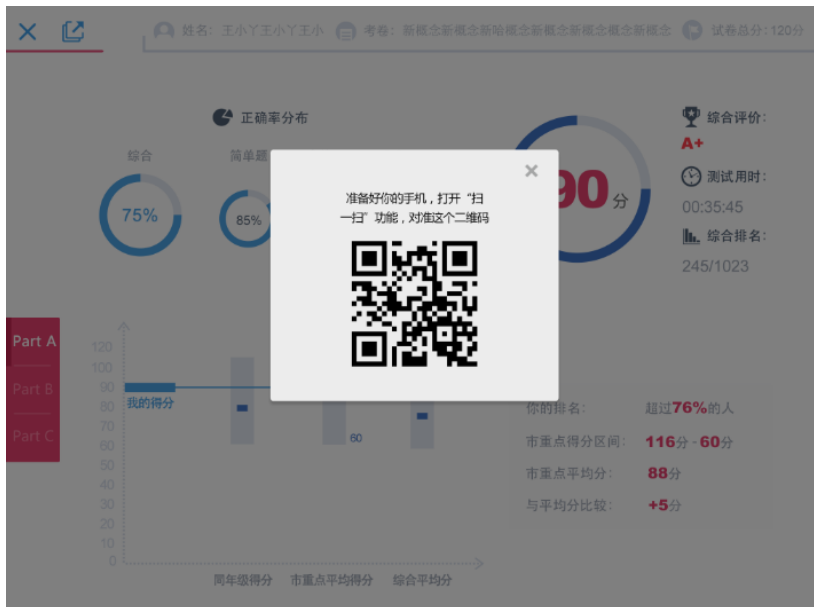 姓名：王小丫王小丫王小
考卷：新概念新概念新哈概念新概念新概念概念新概念
试卷总分：120分
正确率分布
综合
75%
简单题
85%
90分
综合评价：
A+
测试用时：
00:35:45
综合排名：
245/1023
准备好你的手机，打开“扫
一扫”功能，对准这个二维码
Part A
Part B
Part C
120
100
90
80
70
60
50
40
30
20
10
0
我的得分
60
同年级得分
市重点平均得分
综合平均分
你的排名：
超过76%的人
市重点得分区间：
116分-60分
市重点平均分：
88分
与平均分比较：
+5分